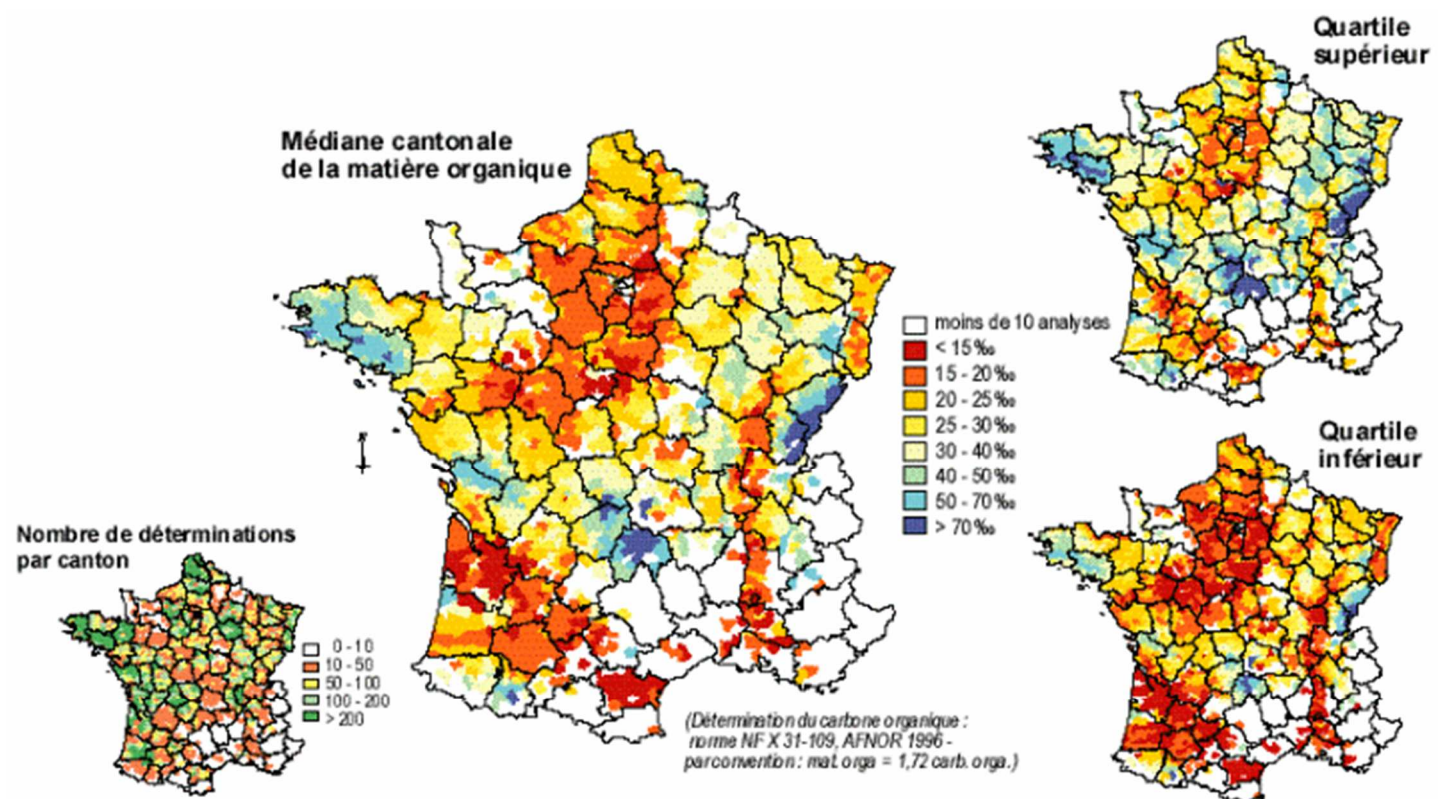 Quartile
supérieur
Médiane cantonale
de la matière organique
moins de 10 analyses
< 15 ‰
15 - 20 ‰
20 - 25 ‰
25 - 30 ‰
30 - 40 ‰
40 - 50 ‰
50 - 70 ‰
> 70 ‰
Quartile
inférieur
Nombre de déterminations
par canton
0 - 10
10 - 50
50 - 100
100 - 200
> 200
(Détermination du carbone organique :
norme NF X 31-109, AFNOR 1996 -
par convention : mat. orga = 1,72 carb. orga.)